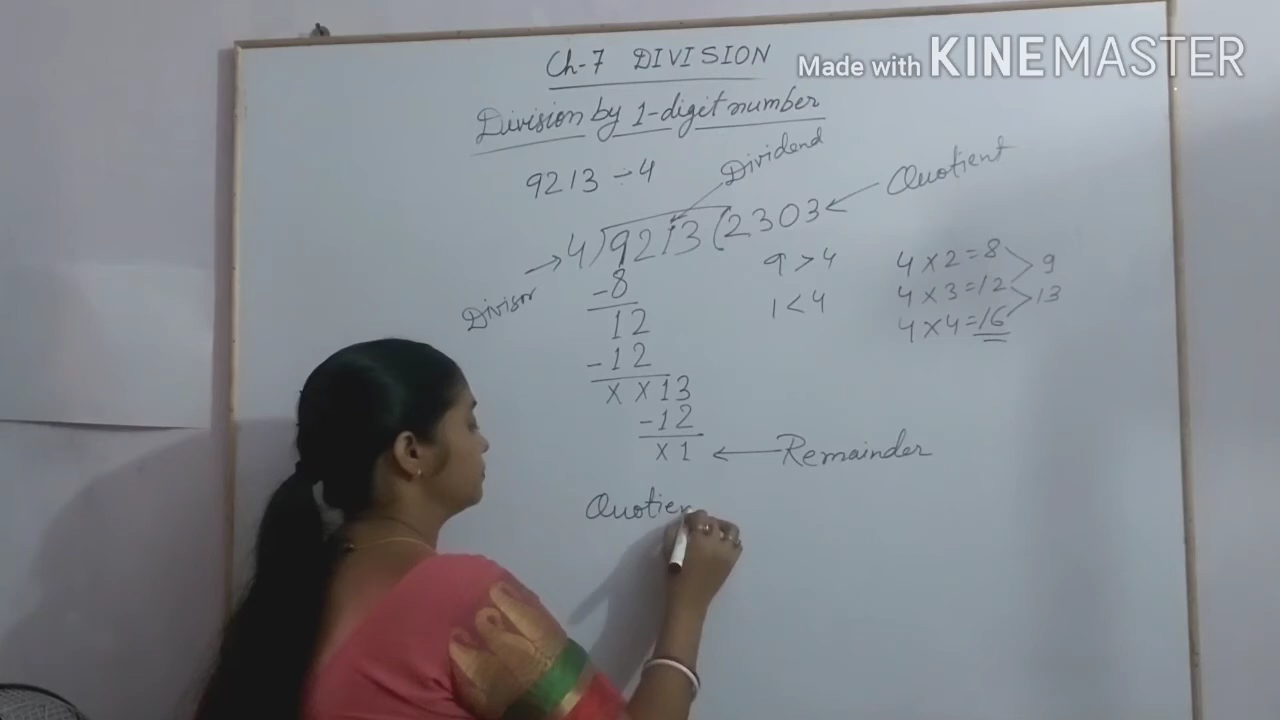 Ch-7 DIVISION
Made with KINEMASTER
Division by 1-digit number
9213 ÷ 4
Dividend
Quotient
4)9213(2303
Divisor
-8
12
-12
x x 13
-12
x 1
9 > 4
1 < 4
4 x 2 = 8
4 x 3 = 12
4 x 4 = 16
9
13
Remainder
Quotien